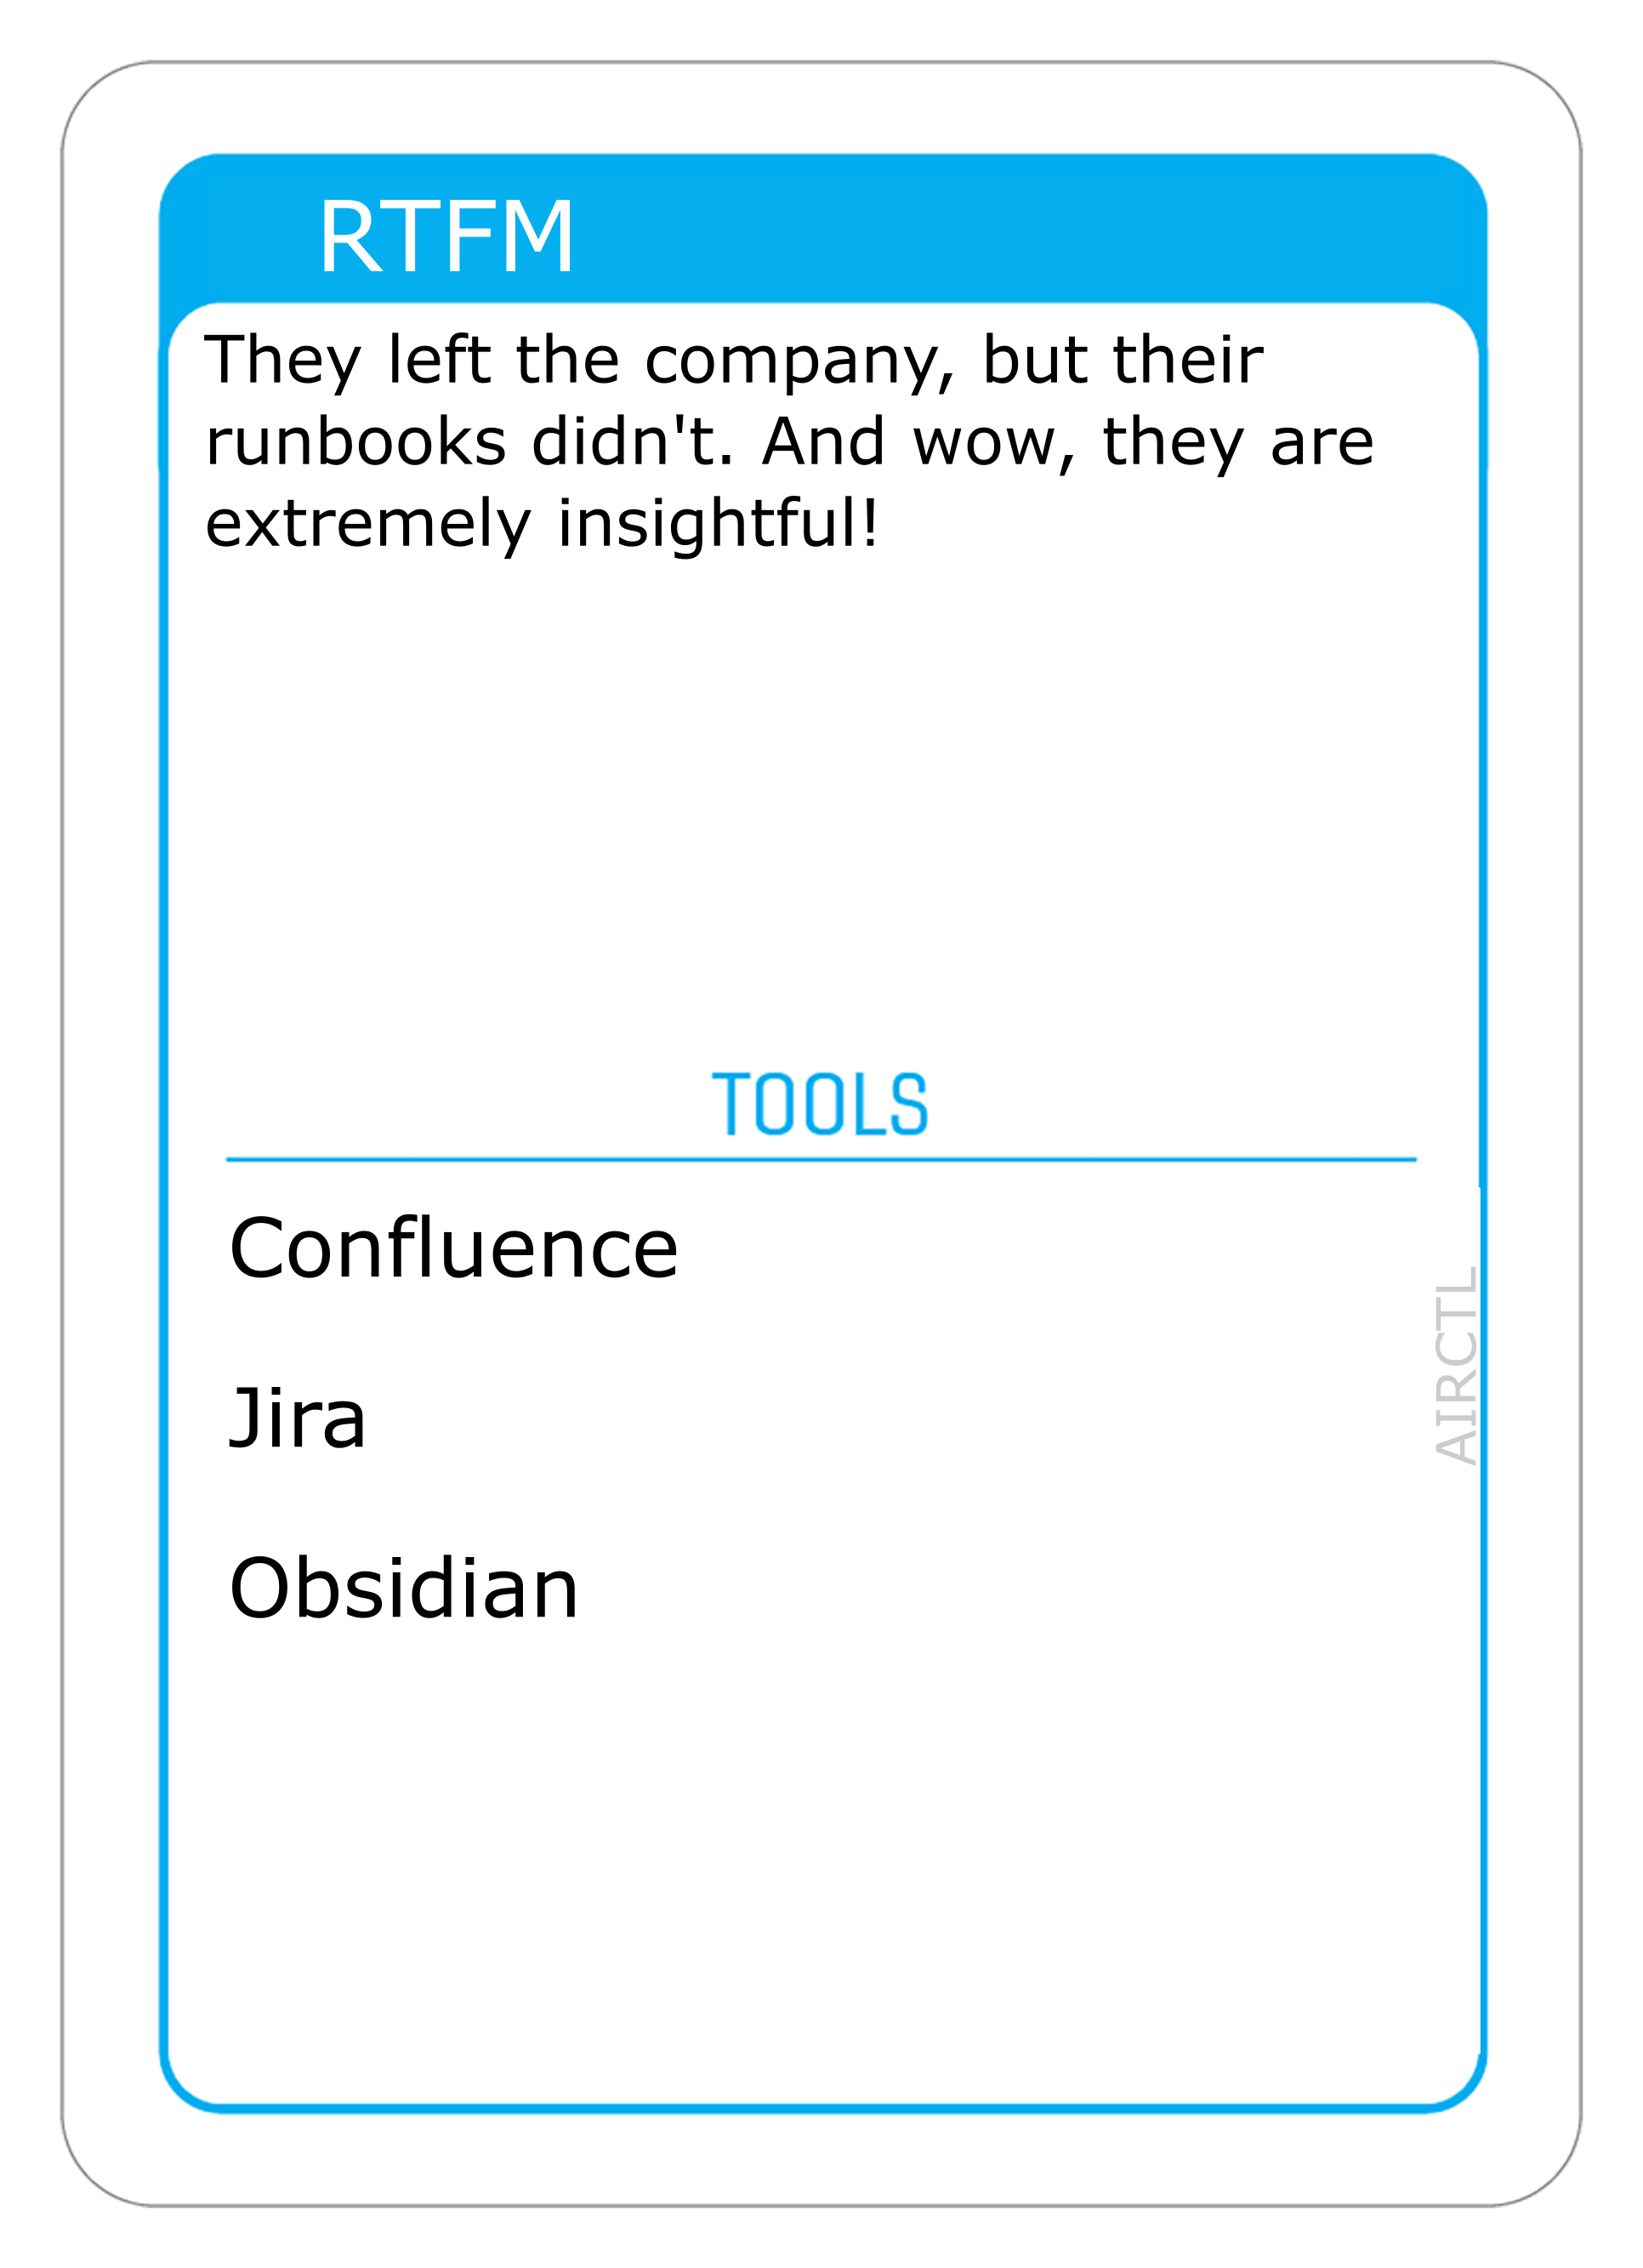 RTFM
They left the company, but their
runbooks didn't. And wow, they are
extremely insightful!
TOOLS
Confluence
Jira
Obsidian
AIRCTL